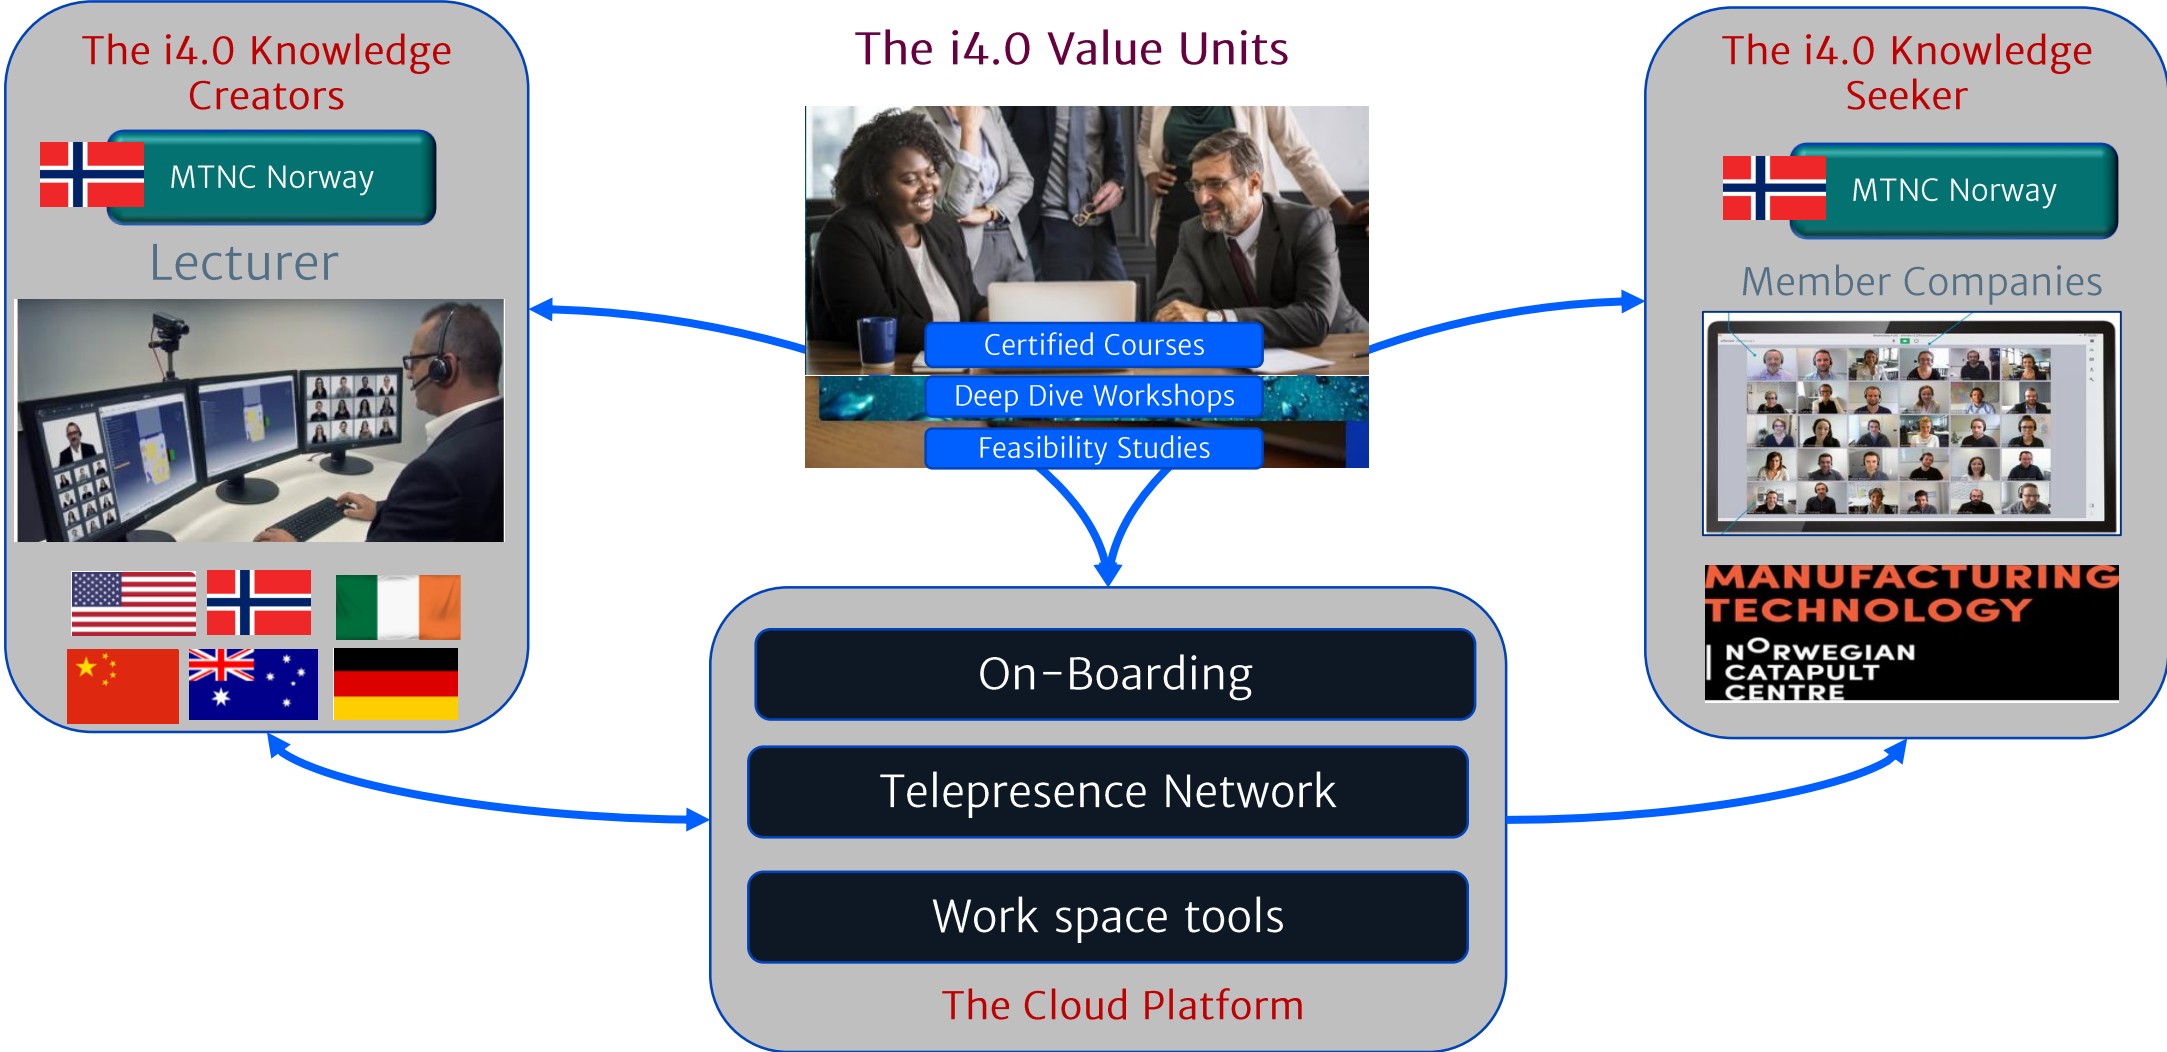 The i4.0 Knowledge
Creators
MTNC Norway
Lecturer
The i4.0 Value Units
Certified Courses
Deep Dive Workshops
Feasibility Studies
The i4.0 Knowledge
Seeker
MTNC Norway
Member Companies
MANUFACTURING
TECHNOLOGY
NORWEGIAN
CATAPULT
CENTRE
On-Boarding
Telepresence Network
Work space tools
The Cloud Platform